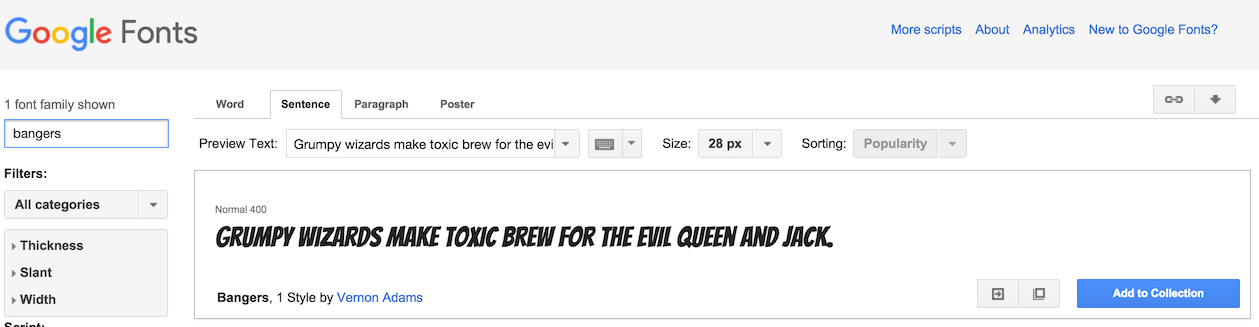 Google Fonts
More scripts About Analytics New to Google Fonts?
1 font family shown
bangers
Filters:
All categories
Thickness
Slant
Width
Script:
Word Sentence Paragraph Poster
Preview Text: Grumpy wizards make toxic brew for the evi Size: 28 px Sorting: Popularity
Normal 400
GRUMPY WIZARDS MAKE TOXIC BREW FOR THE EVIL QUEEN AND JACK.
Bangers, 1 Style by Vernon Adams
Add to Collection